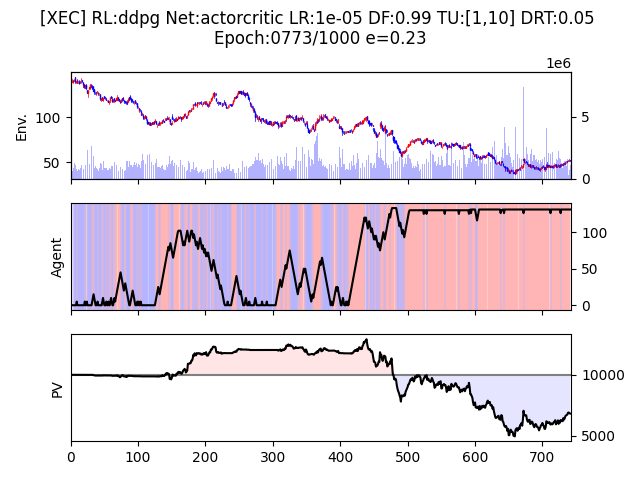 [XEC] RL:ddpg Net:actorcritic LR:1e-05 DF:0.99 TU:[1,10] DRT:0.05
Epoch:0773/1000 e=0.23
1e6
Env.
100
50
5
0
Agent
100
50
0
PV
10000
5000
0 100 200 300 400 500 600 700